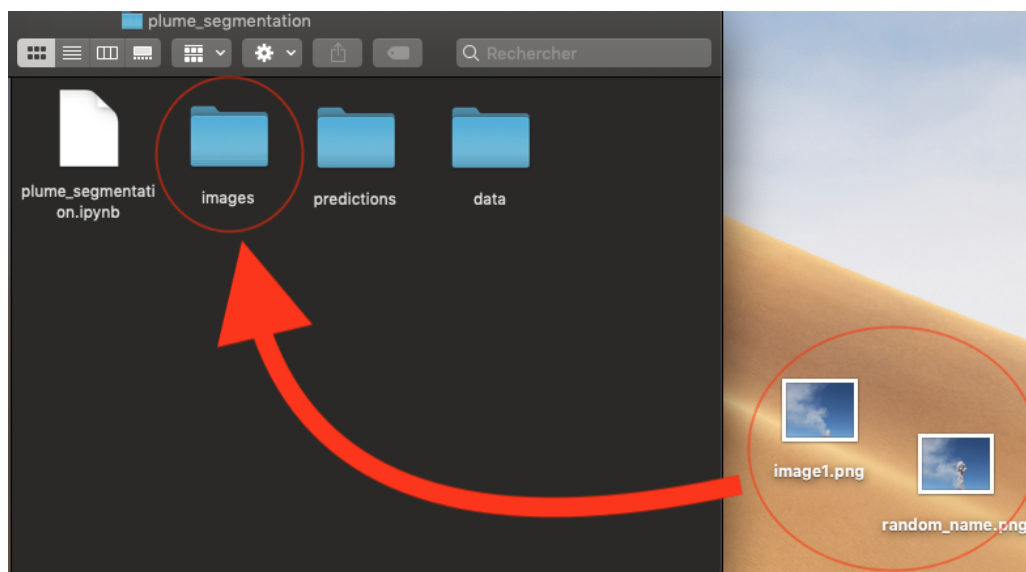 plume_segmentation
Rechercher
plume_segmentati
on.ipynb
images
predictions
data
image1.png
random_name.png